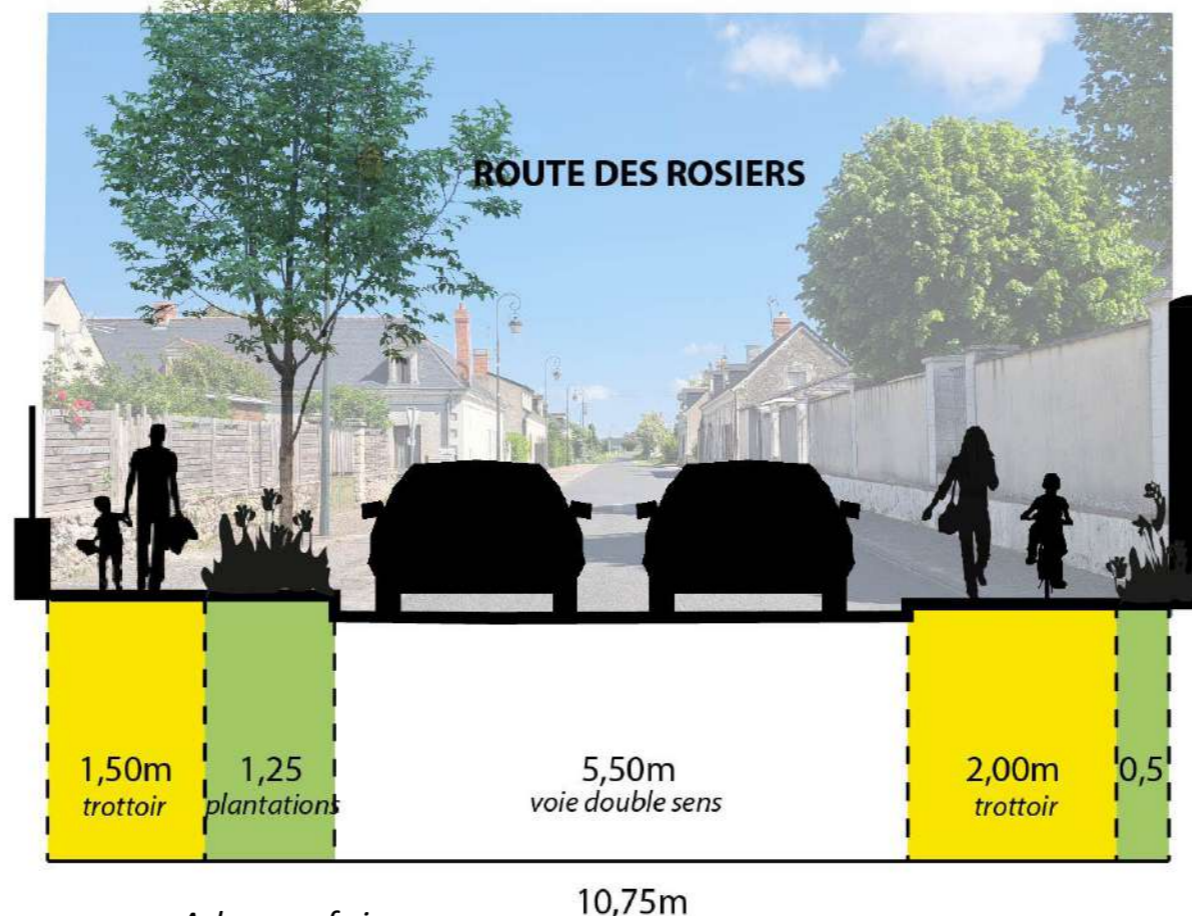 ROUTE DES ROSIERS
1,50m
trottoir
1,25
plantations
5,50m
voie double sens
2,00m
trottoir
0,5
10,75m